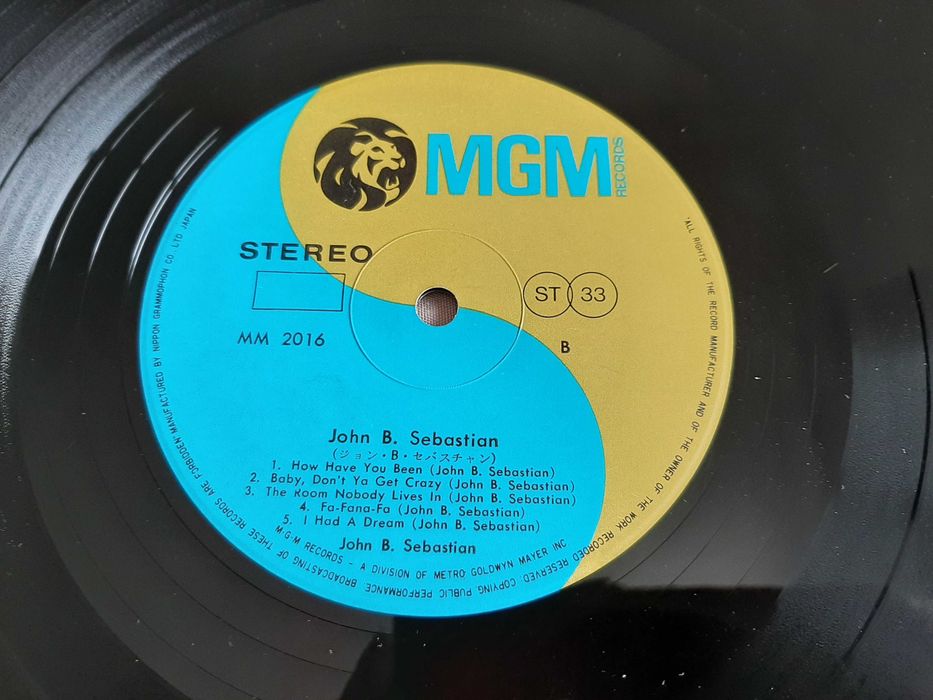 MGM
RECORDS
STEREO
ST 33
MM 2016
B
John B. Sebastian
(ジョン・B・セバスチャン)
1. How Have You Been (John B. Sebastian)
2. Baby, Don't Ya Get Crazy (John B. Sebastian)
3. The Room Nobody Lives In (John B. Sebastian)
4. Fa-Fana-Fa (John B. Sebastian)
5. I Had A Dream (John B. Sebastian)
John B. Sebastian
M·G·M RECORDS - A DIVISION OF METRO GOLDWYN MAYER INC
ALL RIGHTS OF THE RECORD MANUFACTURER AND OF THE OWNER OF THE WORK RECORDED RESERVED. COPYING PUBLIC PERFORMANCE. BROADCASTING OF THESE RECORDS ARE FORBIDDEN MANUFACTURED BY NIPPON GRAMMOPHON CO. LTD JAPAN